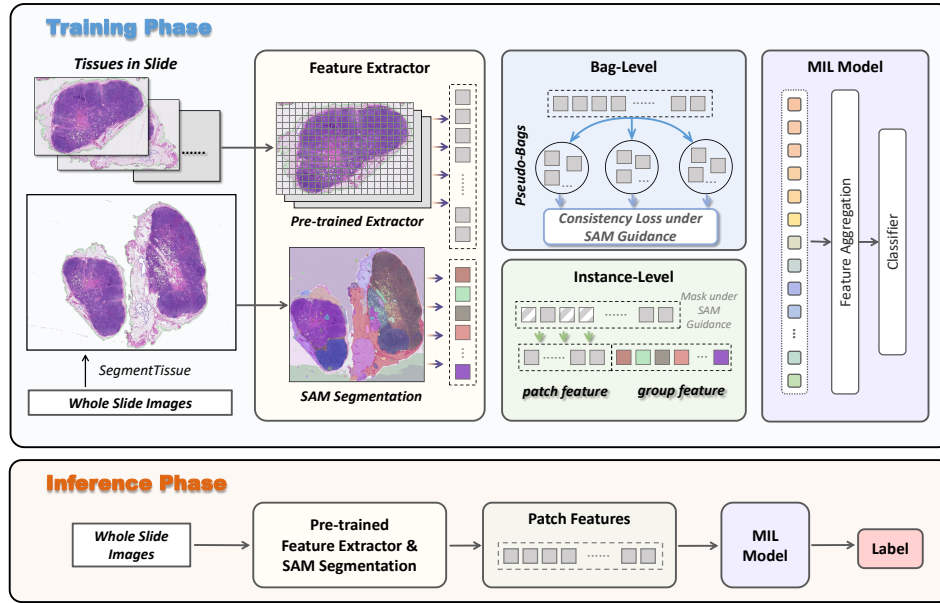 Training Phase
Tissues in Slide
......
SegmentTissue
Whole Slide Images
Feature Extractor
Pre-trained Extractor
SAM Segmentation
Bag-Level
Pseudo-Bags
......
...
...
...
Consistency Loss under
SAM Guidance
Instance-Level
......
Mask under
SAM
Guidance
......
...
patch feature
group feature
MIL Model
...
Feature Aggregation
Classifier
Inference Phase
Whole Slide
Images
Pre-trained
Feature Extractor &
SAM Segmentation
Patch Features
......
MIL
Model
Label